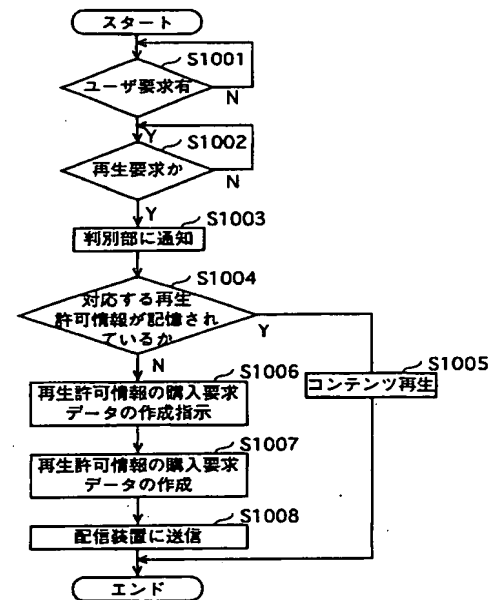 スタート
S1001
ユーザ要求有
N
Y
S1002
再生要求か
N
Y
S1003
判別部に通知
S1004
対応する再生
許可情報が記憶され
ているか
Y
N
S1005
コンテンツ再生
S1006
再生許可情報の購入要求
データの作成指示
S1007
再生許可情報の購入要求
データの作成
S1008
配信装置に送信
エンド